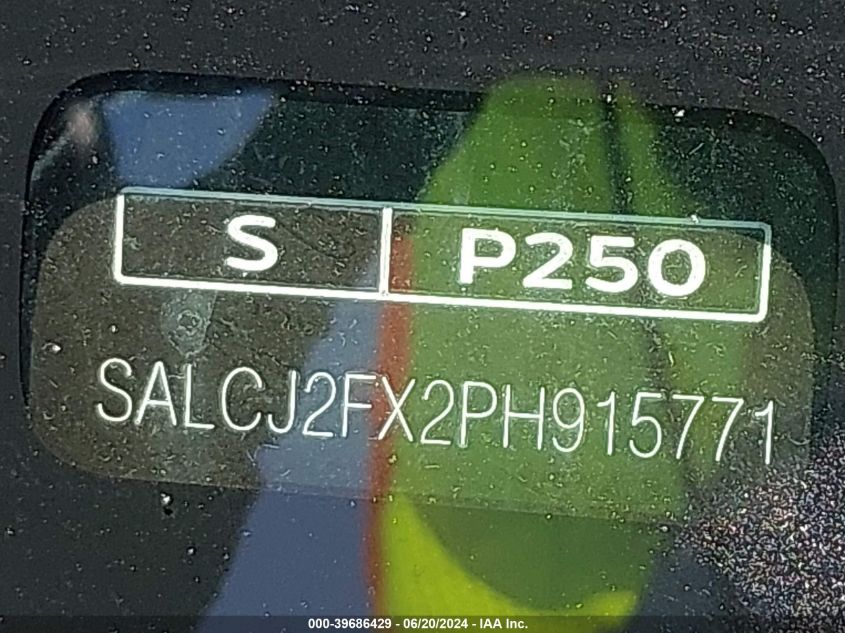 S P250
SALCJ2FX2PH915771
000-39686429 - 06/20/2024 - IAA Inc.